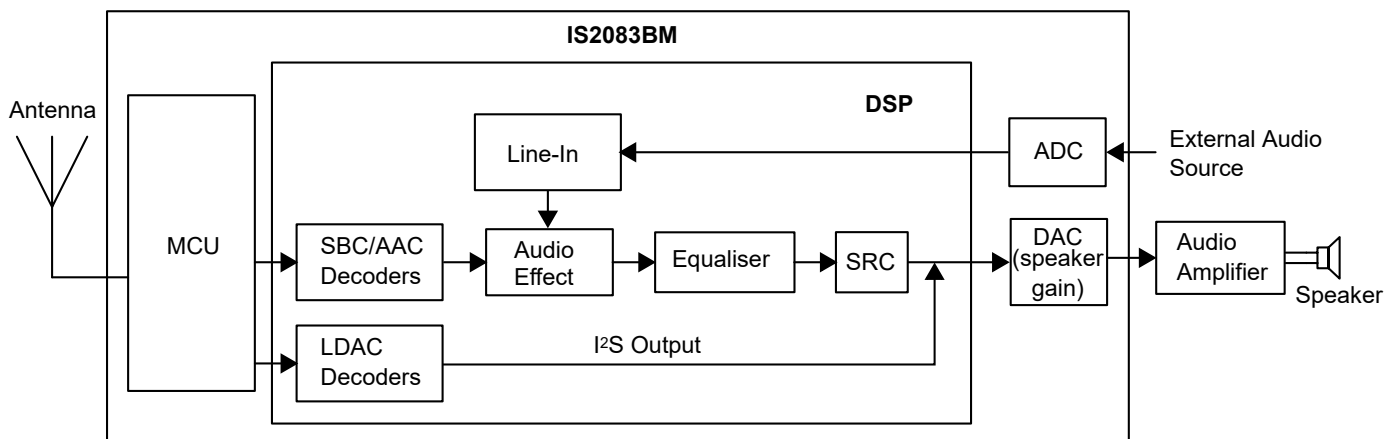 IS2083BM
DSP
Antenna
MCU
Line-In
ADC
External Audio
Source
SBC/AAC
Decoders
Audio
Effect
Equaliser
SRC
DAC
(speaker
gain)
Audio
Amplifier
Speaker
LDAC
Decoders
I²S Output